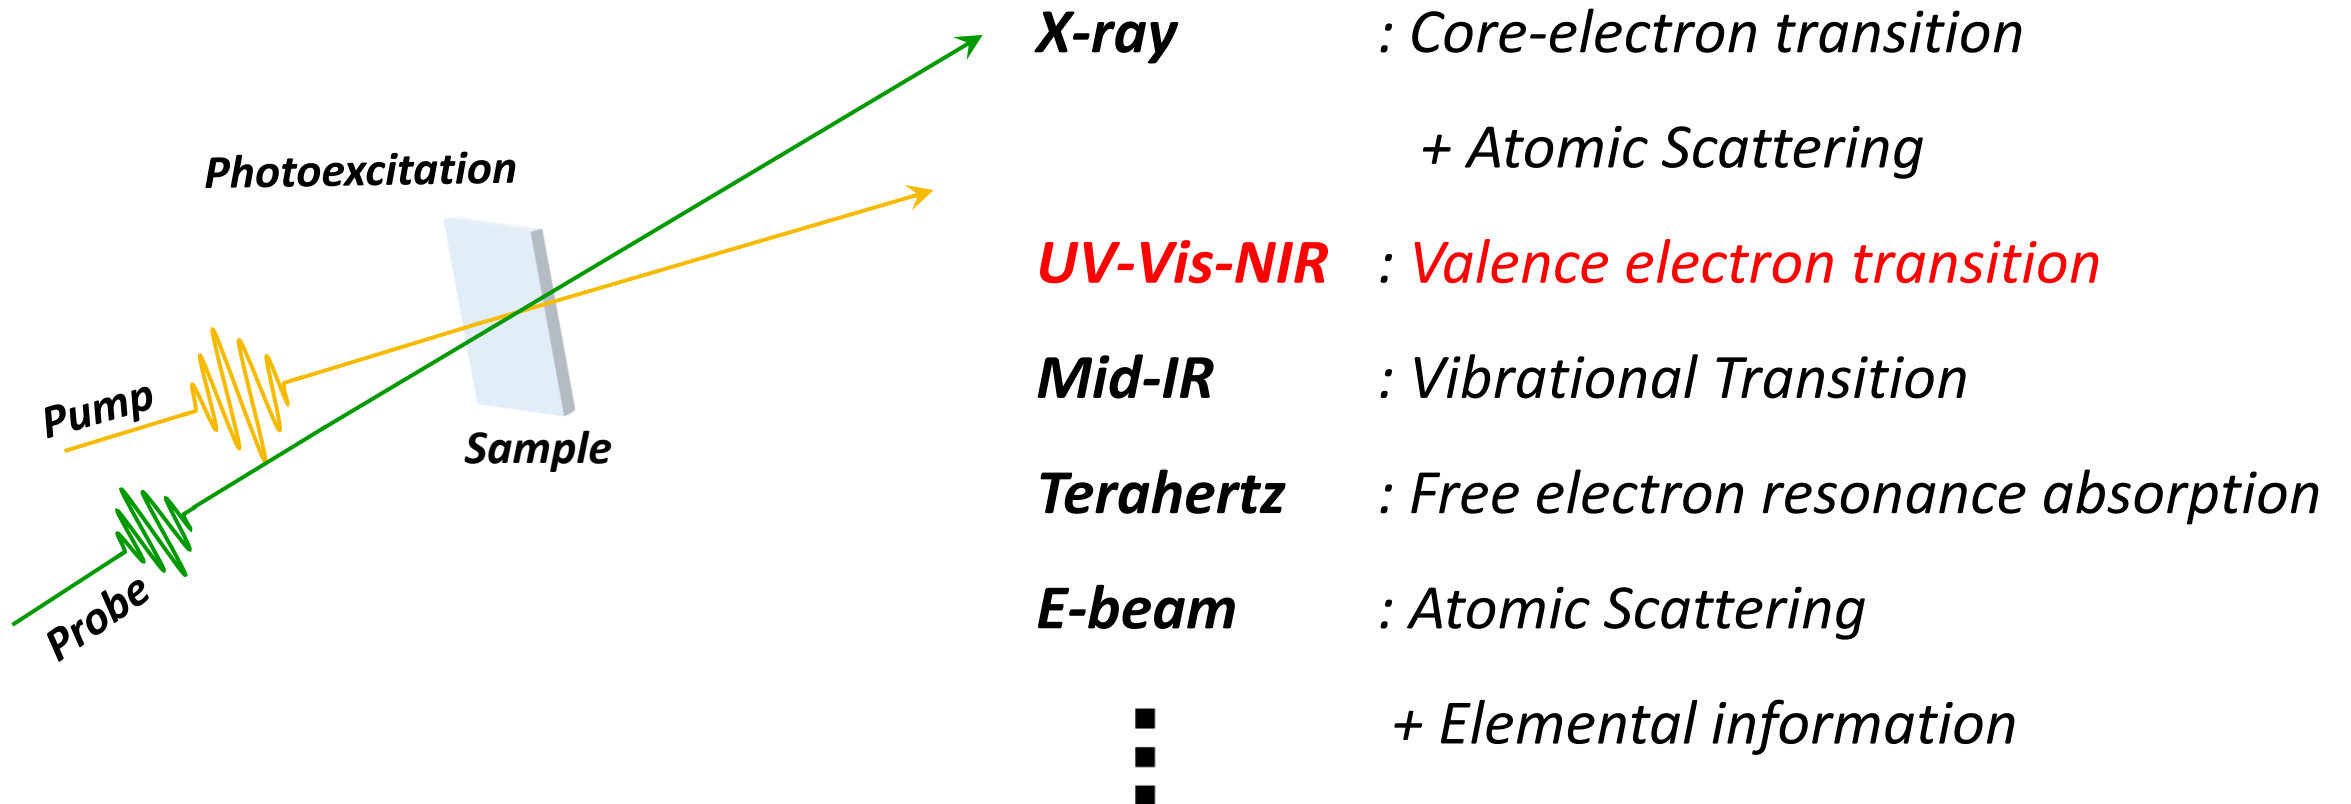 Photoexcitation
Pump
Probe
Sample
X-ray : Core-electron transition
+ Atomic Scattering
UV-Vis-NIR : Valence electron transition
Mid-IR : Vibrational Transition
Terahertz : Free electron resonance absorption
E-beam : Atomic Scattering
+ Elemental information